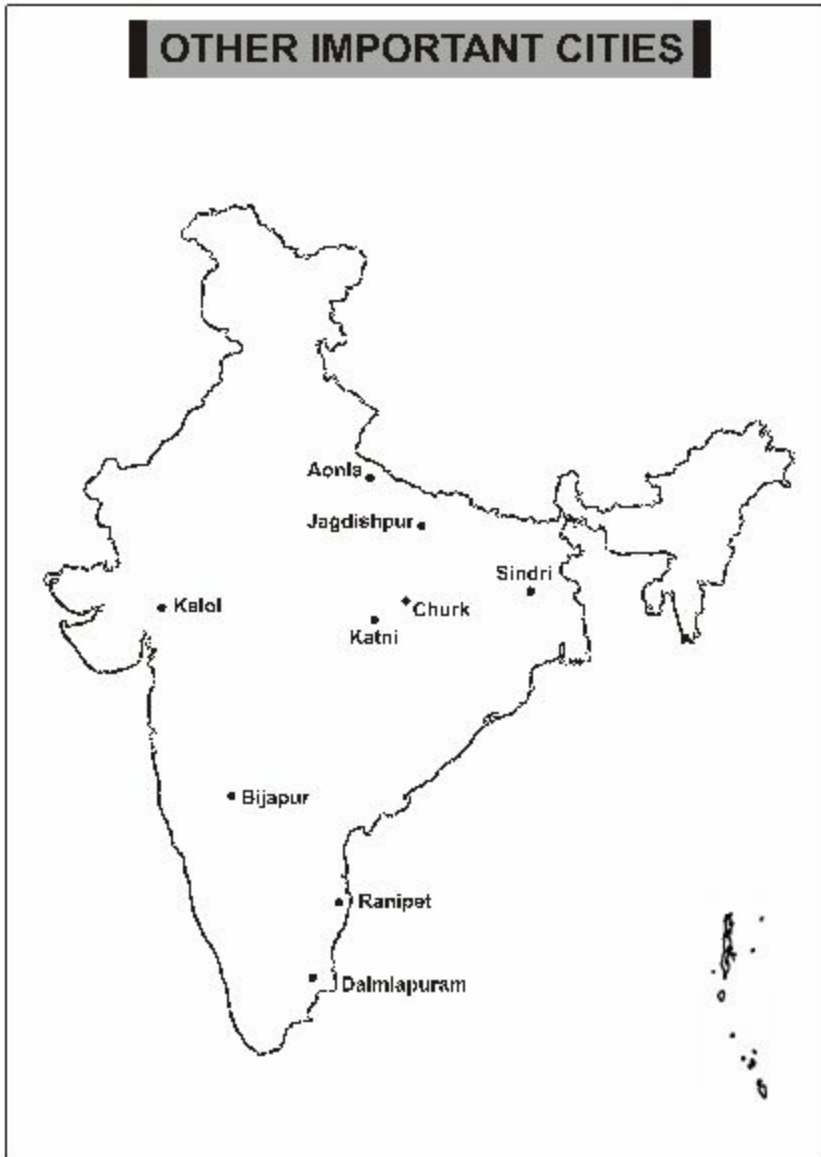 OTHER IMPORTANT CITIES
Aonla
Jagdishpur
Sindri
Kalol
Churk
Katni
Bijapur
Ranipet
Dalmiapuram